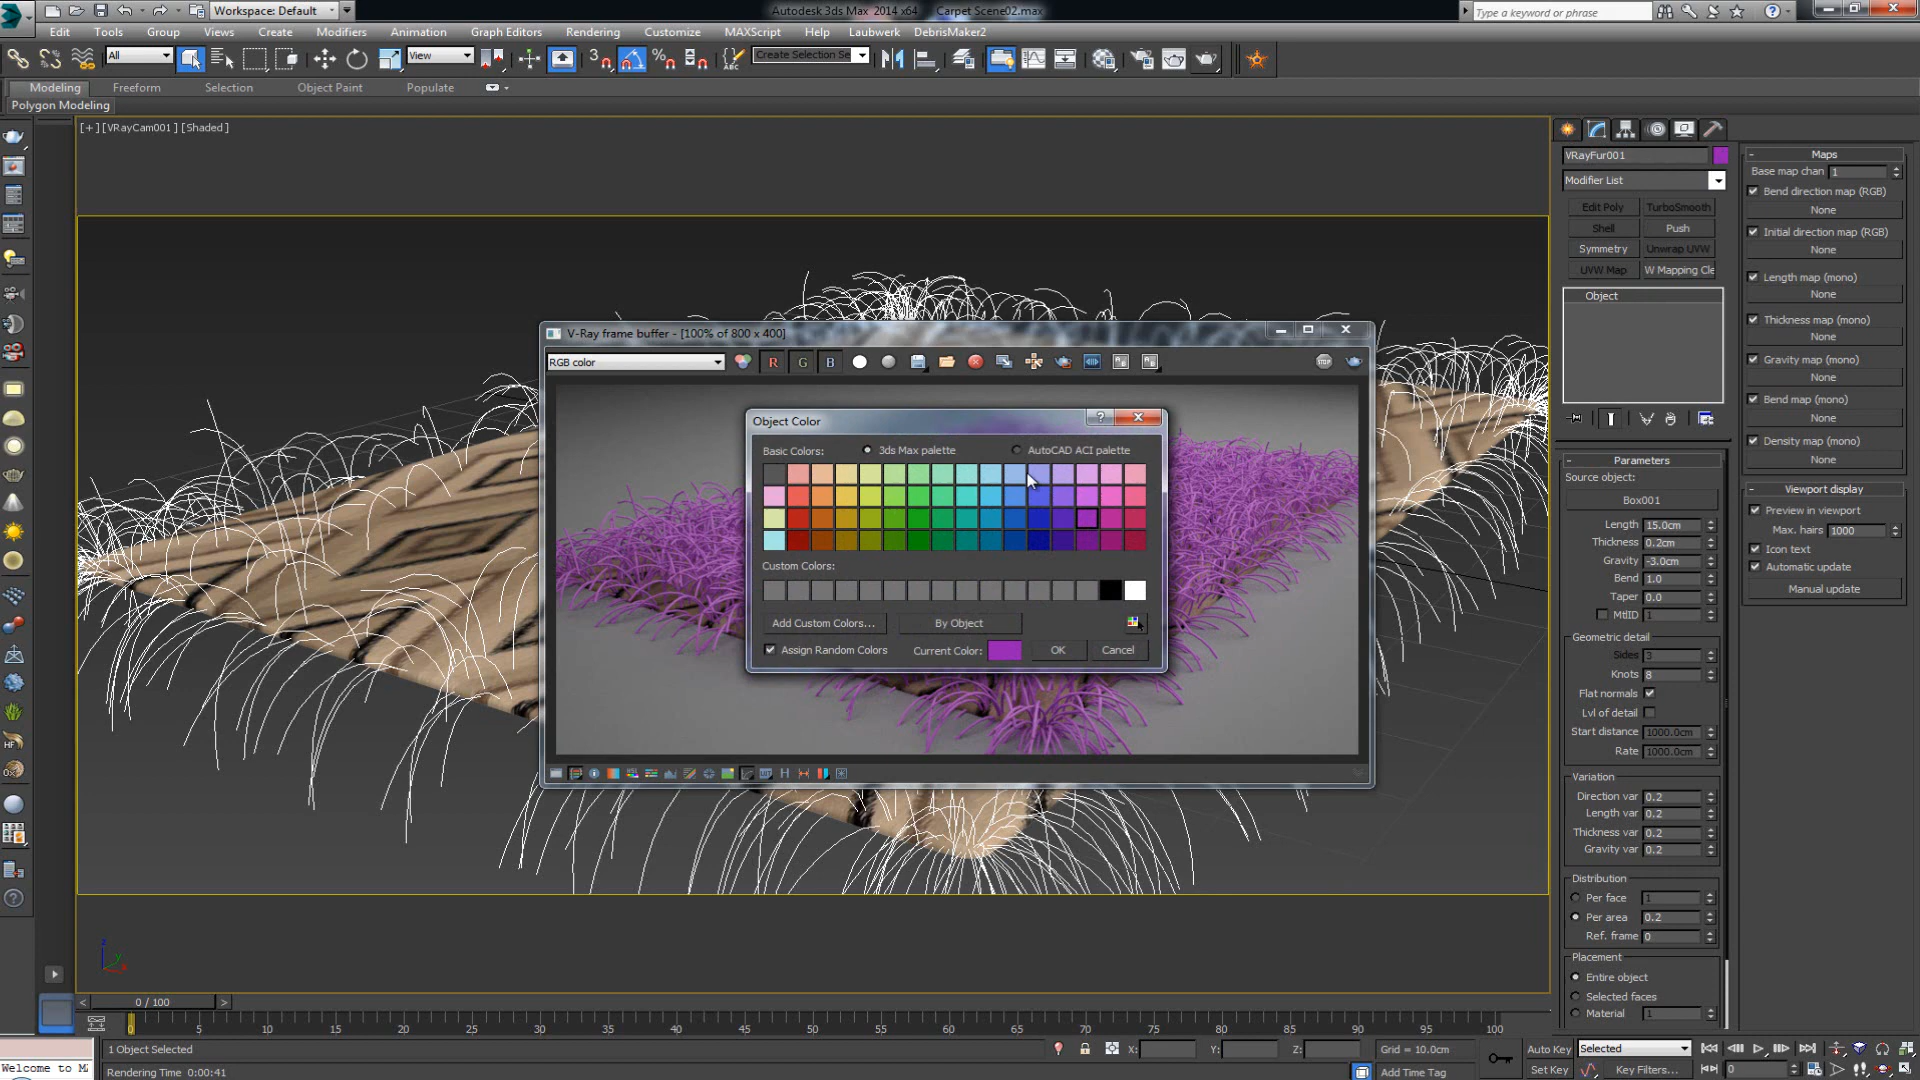 Workspace: Default
Autodesk 3ds Max 2014 x64 Carpet Scene02.max
Type a keyword or phrase
Edit Tools Group Views Create Modifiers Animation Graph Editors Rendering Customize MAXScript Help Laubwerk DebrisMaker2
All View Create Selection Se
Modeling Freeform Selection Object Paint Populate
Polygon Modeling
[+] [VRayCam001] [Shaded]
VRayFur001
Modifier List
Edit Poly TurboSmooth
Shell Push
Symmetry Unwrap UVW
UVW Map W Mapping Cle
Object
Parameters
Source object:
Box001
Length 15.0cm
Thickness 0.2cm
Gravity -3.0cm
Bend 1.0
Taper 0.0
MtlID 1
Geometric detail
Sides 3
Knots 8
Flat normals
Lvl of detail
Start distance 1000.0cm
Rate 1000.0cm
Variation
Direction var 0.2
Length var 0.2
Thickness var 0.2
Gravity var 0.2
Distribution
Per face 1
Per area 0.2
Ref. frame 0
Placement
Entire object
Selected faces
Material 1
Maps
Base map chan 1
Bend direction map (RGB)
None
Initial direction map (RGB)
None
Length map (mono)
None
Thickness map (mono)
None
Gravity map (mono)
None
Bend map (mono)
None
Density map (mono)
None
Viewport display
Preview in viewport
Max. hairs 1000
Icon text
Automatic update
Manual update
V-Ray frame buffer - [100% of 800 x 400]
RGB color R G B
Object Color
Basic Colors: 3ds Max palette AutoCAD ACI palette
Custom Colors:
Add Custom Colors... By Object
Assign Random Colors Current Color: OK Cancel
0 / 100
0 5 10 15 20 25 30 35 40 45 50 55 60 65 70 75 80 85 90 95 100
1 Object Selected X: Y: Z: Grid = 10.0cm Auto Key Selected
Welcome to M
Rendering Time 0:00:41 Add Time Tag Set Key Key Filters... 0